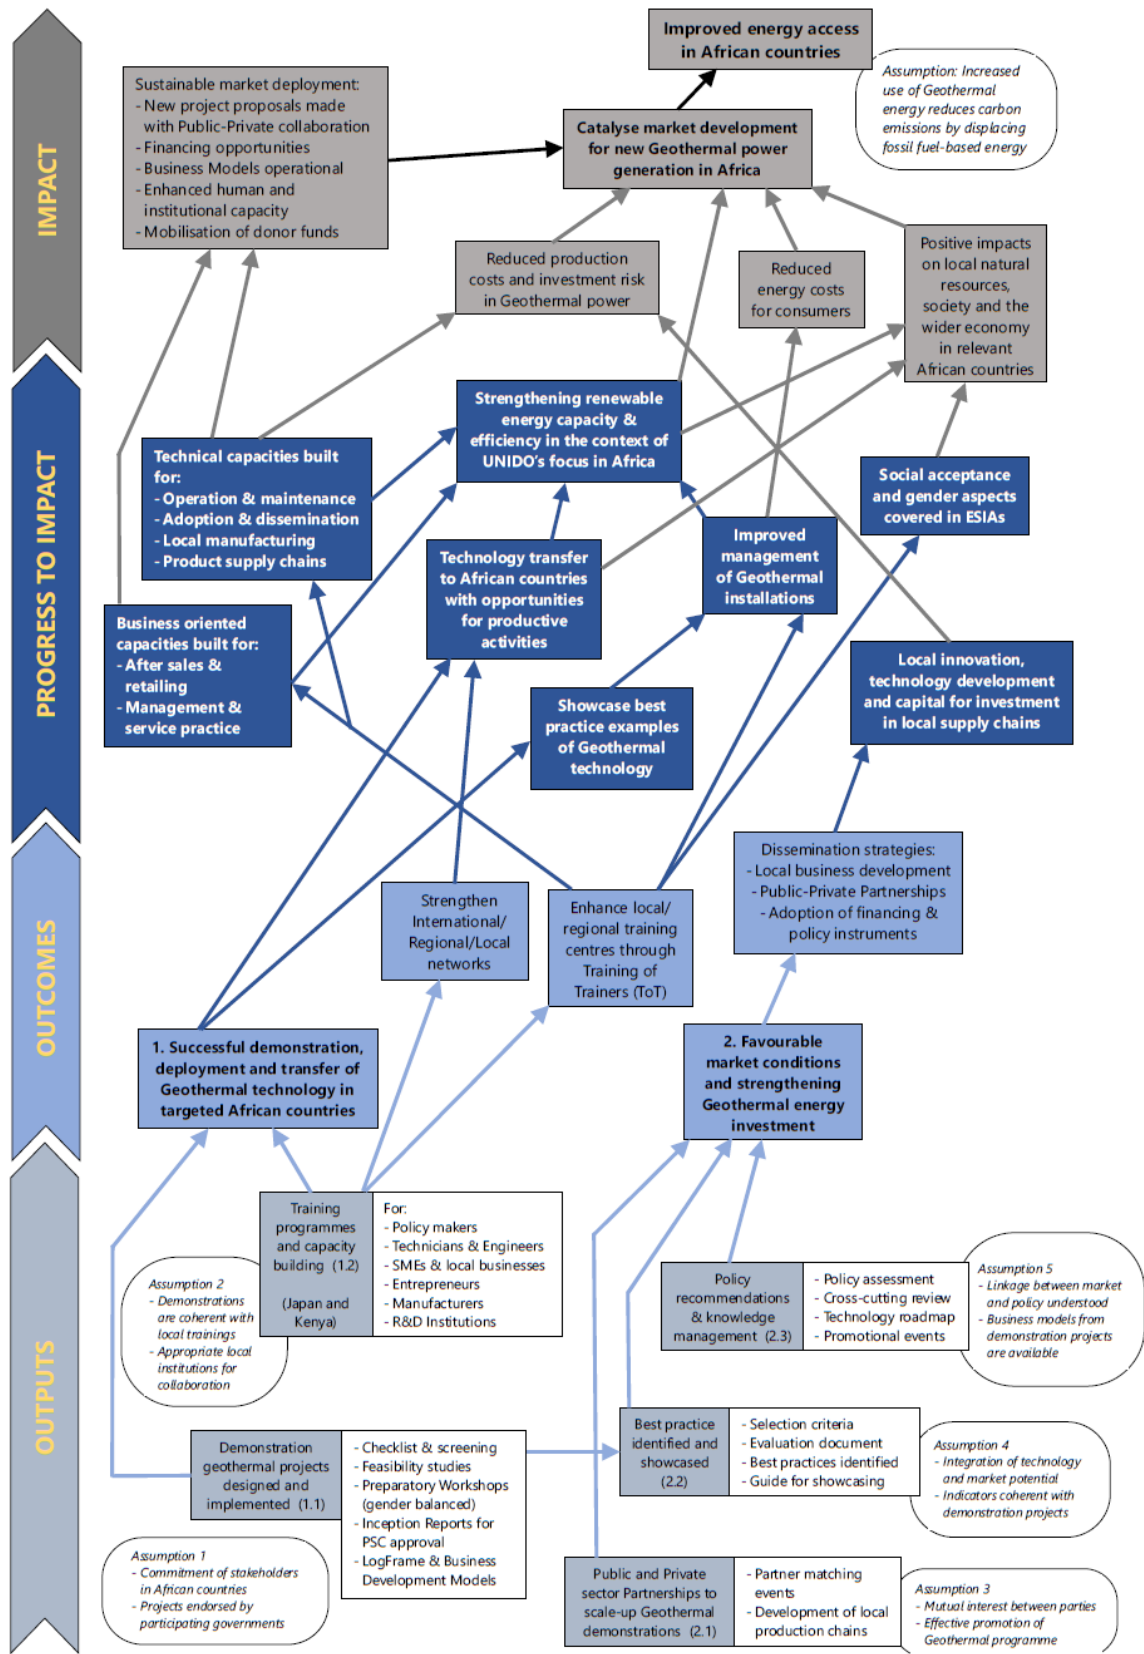 IMPACT
Improved energy access
in African countries
Assumption: Increased
use of Geothermal
energy reduces carbon
emissions by displacing
fossil fuel-based energy
Sustainable market deployment:
- New project proposals made
with Public-Private collaboration
- Financing opportunities
- Business Models operational
- Enhanced human and
institutional capacity
- Mobilisation of donor funds
Catalyse market development
for new Geothermal power
generation in Africa
Reduced production
costs and investment risk
in Geothermal power
Reduced
energy costs
for consumers
Positive impacts
on local natural
resources,
society and the
wider economy
in relevant
African countries
PROGRESS TO IMPACT
Strengthening renewable
energy capacity &
efficiency in the context of
UNIDO's focus in Africa
Technical capacities built
for:
- Operation & maintenance
- Adoption & dissemination
- Local manufacturing
- Product supply chains
Social acceptance
and gender aspects
covered in ESIAs
Technology transfer
to African countries
with opportunities
for productive
activities
Improved
management
of Geothermal
installations
Business oriented
capacities built for:
- After sales &
retailing
- Management &
service practice
Showcase best
practice examples
of Geothermal
technology
Local innovation,
technology development
and capital for investment
in local supply chains
OUTCOMES
Dissemination strategies:
- Local business development
- Public-Private Partnerships
- Adoption of financing &
policy instruments
Strengthen
International/
Regional/Local
networks
Enhance local/
regional training
centres through
Training of
Trainers (ToT)
1. Successful demonstration,
deployment and transfer of
Geothermal technology in
targeted African countries
2. Favourable
market conditions
and strengthening
Geothermal energy
investment
OUTPUTS
Training
programmes
and capacity
building (1.2)
(Japan and
Kenya)
For:
- Policy makers
- Technicians & Engineers
- SMEs & local businesses
- Entrepreneurs
- Manufacturers
- R&D Institutions
Assumption 2
- Demonstrations
are coherent with
local trainings
- Appropriate local
institutions for
collaboration
Policy
recommendations
& knowledge
management (2.3)
- Policy assessment
- Cross-cutting review
- Technology roadmap
- Promotional events
Assumption 5
- Linkage between market
and policy understood
- Business models from
demonstration projects
are available
Demonstration
geothermal projects
designed and
implemented (1.1)
- Checklist & screening
- Feasibility studies
- Preparatory Workshops
(gender balanced)
- Inception Reports for
PSC approval
- LogFrame & Business
Development Models
Best practice
identified and
showcased
(2.2)
- Selection criteria
- Evaluation document
- Best practices identified
- Guide for showcasing
Assumption 4
- Integration of technology
and market potential
- Indicators coherent with
demonstration projects
Assumption 1
- Commitment of stakeholders
in African countries
- Projects endorsed by
participating governments
Public and Private
sector Partnerships to
scale-up Geothermal
demonstrations (2.1)
- Partner matching
events
- Development of local
production chains
Assumption 3
- Mutual interest between parties
- Effective promotion of
Geothermal programme